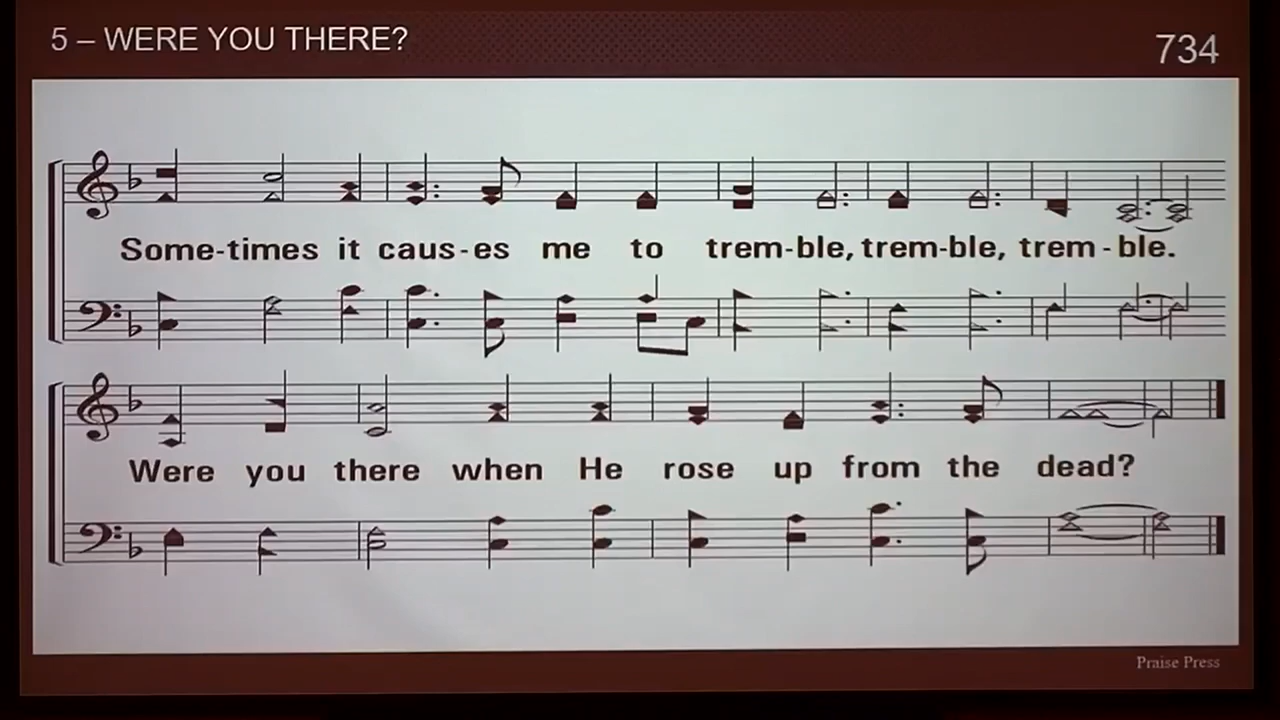 5 – WERE YOU THERE?
734
Some-times it caus-es me to trem-ble, trem-ble, trem-ble.
Were you there when He rose up from the dead?
Praise Press